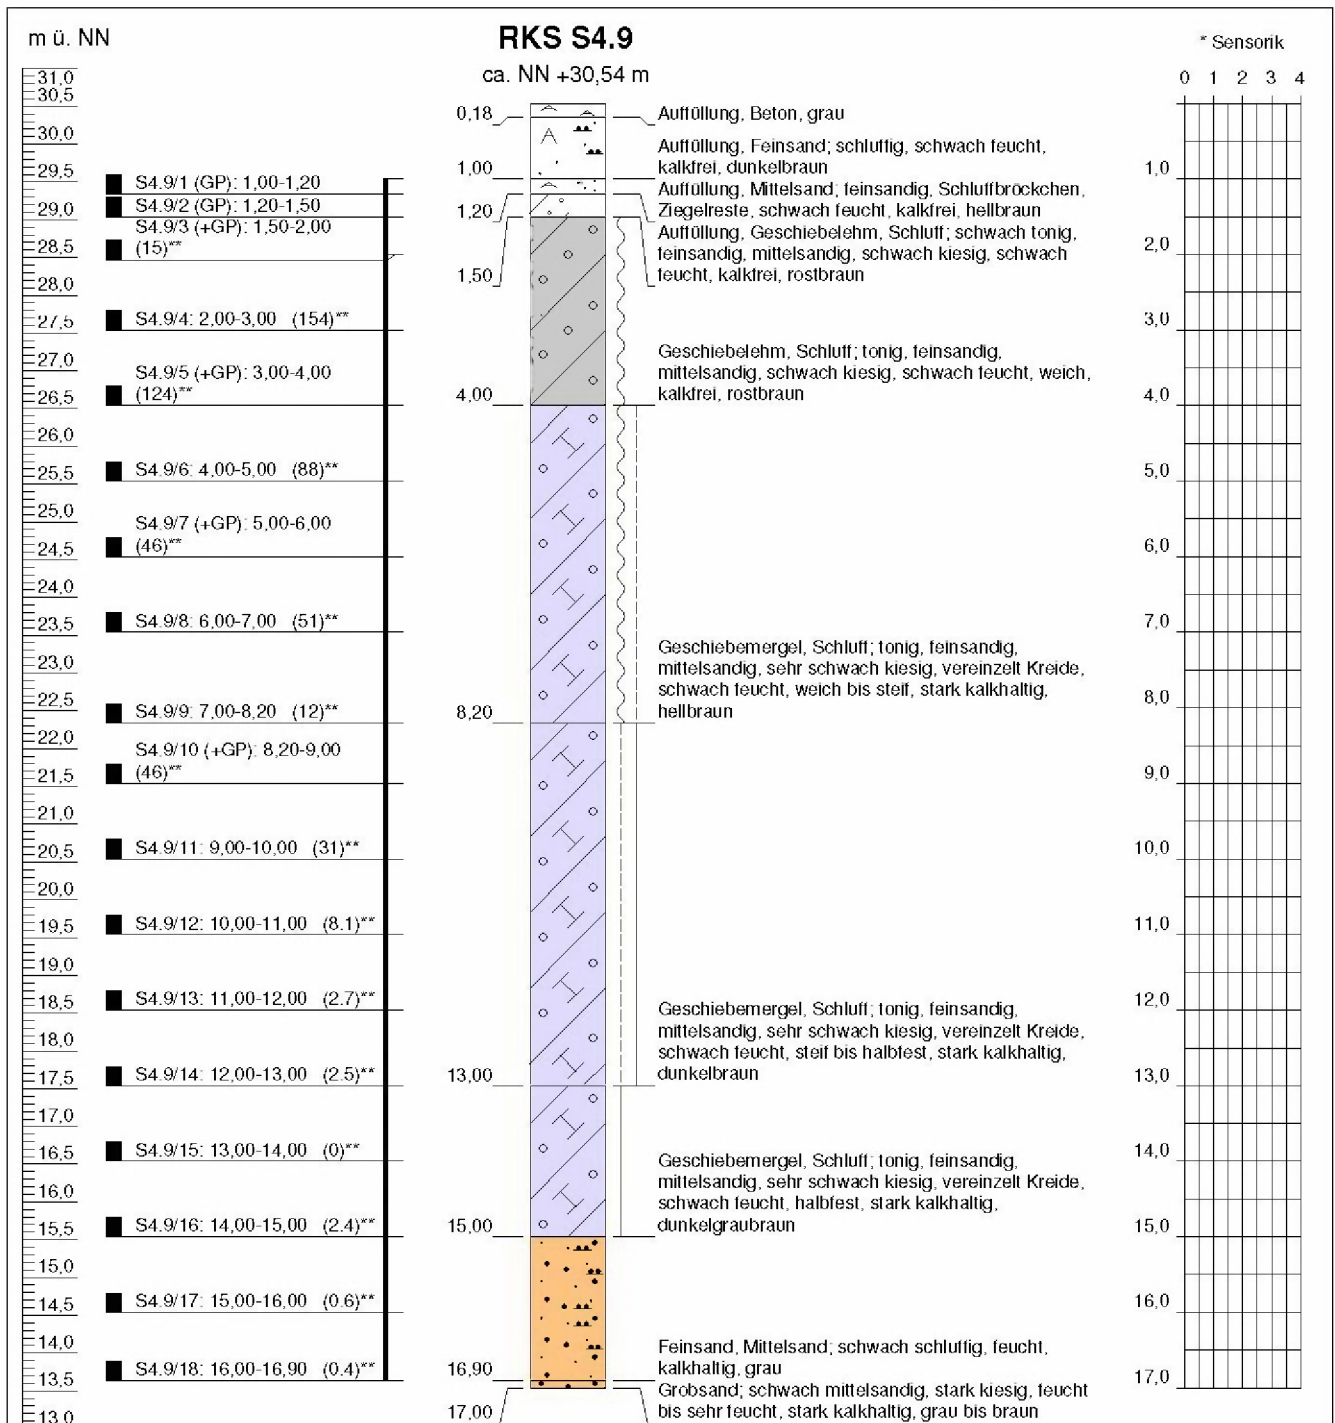 m ü. NN
RKS S4.9
ca. NN +30,54 m
* Sensorik
0 1 2 3 4
31,0
30,5
30,0
29,5
29,0
28,5
28,0
27,5
27,0
26,5
26,0
25,5
25,0
24,5
24,0
23,5
23,0
22,5
22,0
21,5
21,0
20,5
20,0
19,5
19,0
18,5
18,0
17,5
17,0
16,5
16,0
15,5
15,0
14,5
14,0
13,5
13,0
S4.9/1 (GP): 1,00-1,20
S4.9/2 (GP): 1,20-1,50
S4.9/3 (+GP): 1,50-2,00
(15)**
S4.9/4: 2,00-3,00 (154)**
S4.9/5 (+GP): 3,00-4,00
(124)**
S4.9/6: 4,00-5,00 (88)**
S4.9/7 (+GP): 5,00-6,00
(46)**
S4.9/8: 6,00-7,00 (51)**
S4.9/9: 7,00-8,20 (12)**
S4.9/10 (+GP): 8,20-9,00
(46)**
S4.9/11: 9,00-10,00 (31)**
S4.9/12: 10,00-11,00 (8.1)**
S4.9/13: 11,00-12,00 (2.7)**
S4.9/14: 12,00-13,00 (2.5)**
S4.9/15: 13,00-14,00 (0)**
S4.9/16: 14,00-15,00 (2.4)**
S4.9/17: 15,00-16,00 (0.6)**
S4.9/18: 16,00-16,90 (0.4)**
0,18
1,00
1,20
1,50
4,00
8,20
13,00
15,00
16,90
17,00
Auffüllung, Beton, grau
Auffüllung, Feinsand; schluffig, schwach feucht,
kalkfrei, dunkelbraun
Auffüllung, Mittelsand; feinsandig, Schluffbröckchen,
Ziegelreste, schwach feucht, kalkfrei, hellbraun
Auffüllung, Geschiebelehm, Schluff; schwach tonig,
feinsandig, mittelsandig, schwach kiesig, schwach
feucht, kalkfrei, rostbraun
Geschiebelehm, Schluff; tonig, feinsandig,
mittelsandig, schwach kiesig, schwach feucht, weich,
kalkfrei, rostbraun
Geschiebemergel, Schluff; tonig, feinsandig,
mittelsandig, sehr schwach kiesig, vereinzelt Kreide,
schwach feucht, weich bis steif, stark kalkhaltig,
hellbraun
Geschiebemergel, Schluff; tonig, feinsandig,
mittelsandig, sehr schwach kiesig, vereinzelt Kreide,
schwach feucht, steif bis halbfest, stark kalkhaltig,
dunkelbraun
Geschiebemergel, Schluff; tonig, feinsandig,
mittelsandig, sehr schwach kiesig, vereinzelt Kreide,
schwach feucht, halbfest, stark kalkhaltig,
dunkelgraubraun
Feinsand, Mittelsand; schwach schluffig, feucht,
kalkhaltig, grau
Grobsand; schwach mittelsandig, stark kiesig, feucht
bis sehr feucht, stark kalkhaltig, grau bis braun
1,0
2,0
3,0
4,0
5,0
6,0
7,0
8,0
9,0
10,0
11,0
12,0
13,0
14,0
15,0
16,0
17,0